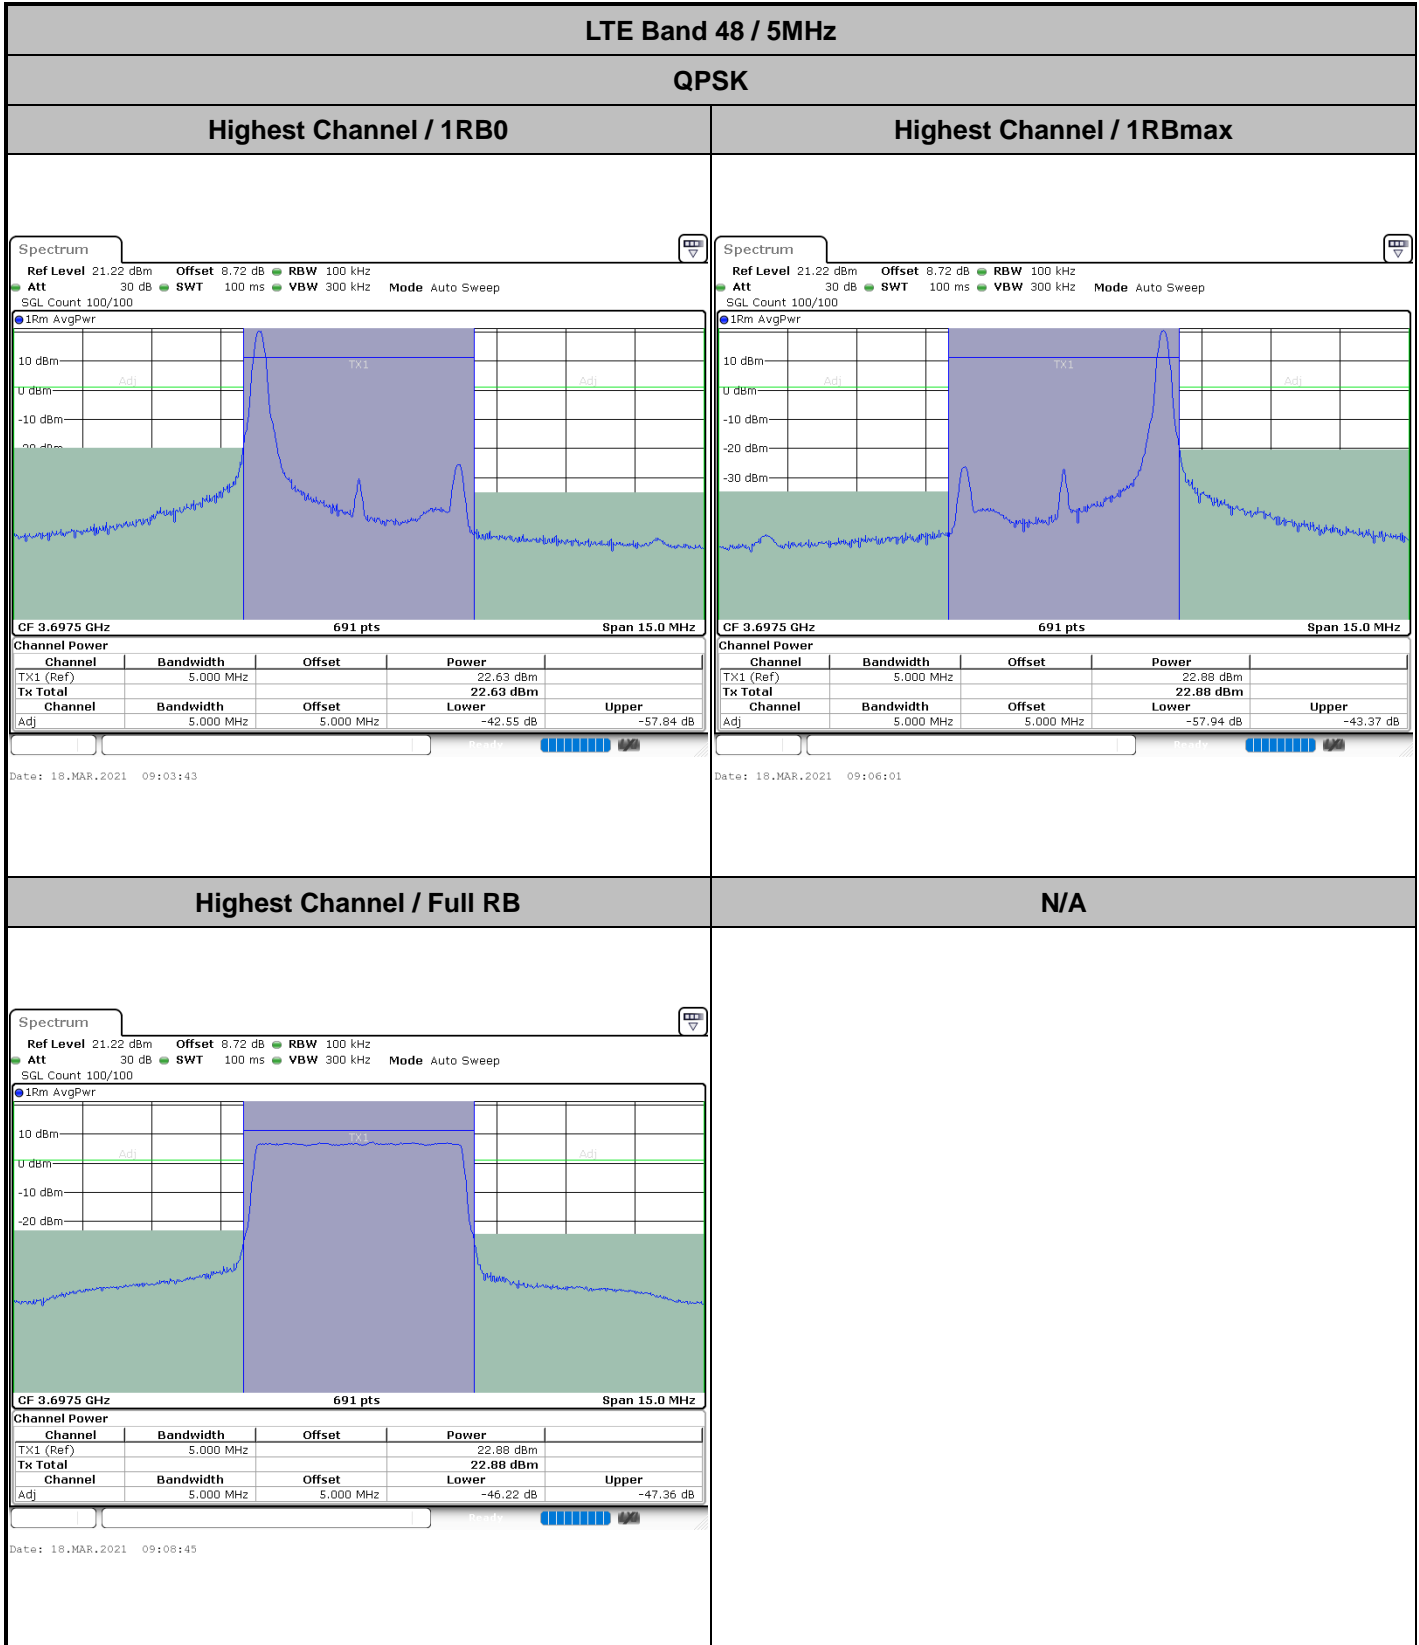 LTE Band 48 / 5MHz
QPSK
Highest Channel / 1RB0
Highest Channel / 1RBmax
Spectrum
Ref Level 21.22 dBm Offset 8.72 dB RBW 100 kHz
Att 30 dB SWT 100 ms VBW 300 kHz Mode Auto Sweep
SGL Count 100/100
1Rm AvgPwr
10 dBm
TX1
Adj
Adj
0 dBm
-10 dBm
-20 dBm
CF 3.6975 GHz 691 pts Span 15.0 MHz
Channel Power
Channel Bandwidth Offset Power
TX1 (Ref) 5.000 MHz 22.63 dBm
Tx Total 22.63 dBm
Channel Bandwidth Offset Lower Upper
Adj 5.000 MHz 5.000 MHz -42.55 dB -57.84 dB
Ready
Date: 18.MAR.2021 09:03:43
Spectrum
Ref Level 21.22 dBm Offset 8.72 dB RBW 100 kHz
Att 30 dB SWT 100 ms VBW 300 kHz Mode Auto Sweep
SGL Count 100/100
1Rm AvgPwr
10 dBm
TX1
Adj
Adj
0 dBm
-10 dBm
-20 dBm
-30 dBm
CF 3.6975 GHz 691 pts Span 15.0 MHz
Channel Power
Channel Bandwidth Offset Power
TX1 (Ref) 5.000 MHz 22.88 dBm
Tx Total 22.88 dBm
Channel Bandwidth Offset Lower Upper
Adj 5.000 MHz 5.000 MHz -57.94 dB -43.37 dB
Ready
Date: 18.MAR.2021 09:06:01
Highest Channel / Full RB
N/A
Spectrum
Ref Level 21.22 dBm Offset 8.72 dB RBW 100 kHz
Att 30 dB SWT 100 ms VBW 300 kHz Mode Auto Sweep
SGL Count 100/100
1Rm AvgPwr
10 dBm
TX1
Adj
Adj
0 dBm
-10 dBm
-20 dBm
CF 3.6975 GHz 691 pts Span 15.0 MHz
Channel Power
Channel Bandwidth Offset Power
TX1 (Ref) 5.000 MHz 22.88 dBm
Tx Total 22.88 dBm
Channel Bandwidth Offset Lower Upper
Adj 5.000 MHz 5.000 MHz -46.22 dB -47.36 dB
Ready
Date: 18.MAR.2021 09:08:45